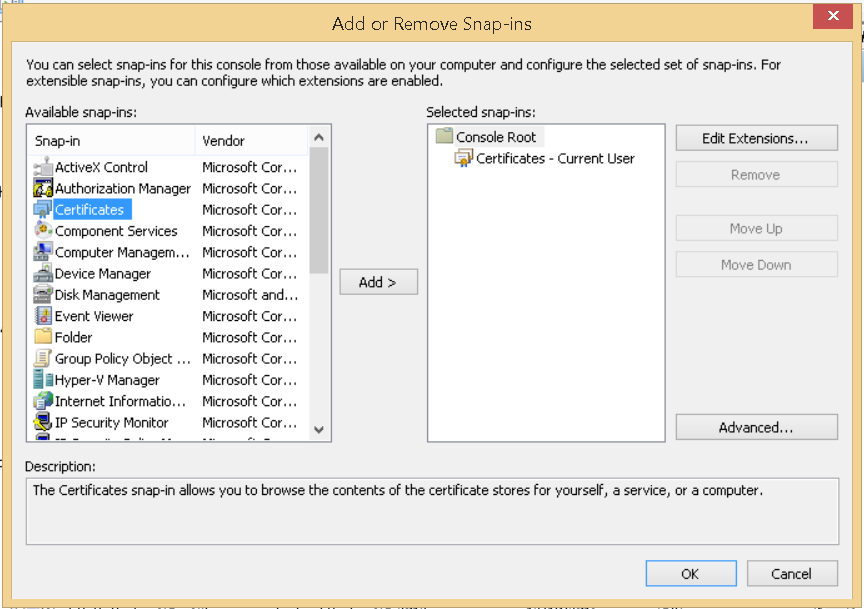 Add or Remove Snap-ins
You can select snap-ins for this console from those available on your computer and configure the selected set of snap-ins. For
extensible snap-ins, you can configure which extensions are enabled.
Available snap-ins:
Snap-in Vendor
ActiveX Control Microsoft Cor...
Authorization Manager Microsoft Cor...
Certificates Microsoft Cor...
Component Services Microsoft Cor...
Computer Managem... Microsoft Cor...
Device Manager Microsoft Cor...
Disk Management Microsoft and...
Event Viewer Microsoft Cor...
Folder Microsoft Cor...
Group Policy Object ... Microsoft Cor...
Hyper-V Manager Microsoft Cor...
Internet Informatio... Microsoft Cor...
IP Security Monitor Microsoft Cor...
Add >
Selected snap-ins:
Console Root
Certificates - Current User
Edit Extensions...
Remove
Move Up
Move Down
Advanced...
Description:
The Certificates snap-in allows you to browse the contents of the certificate stores for yourself, a service, or a computer.
OK
Cancel